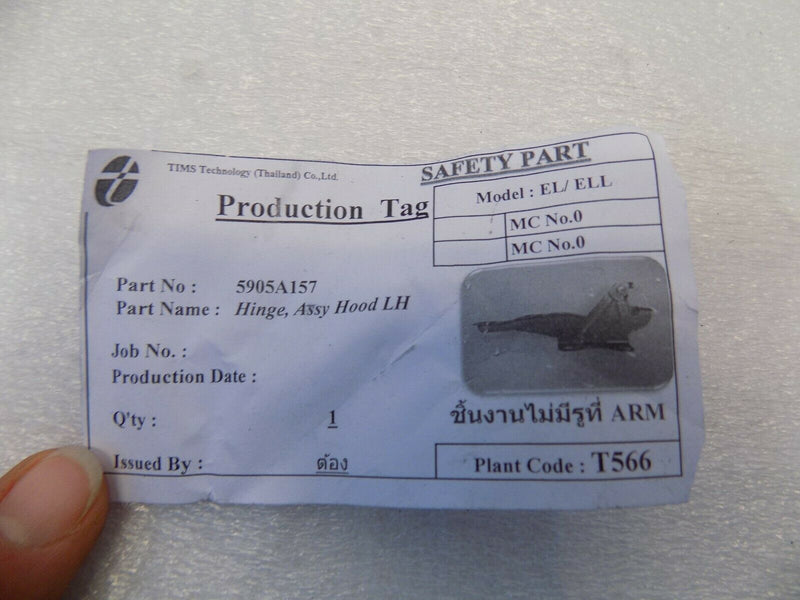 TIMS Technology (Thailand) Co.,Ltd.
SAFETY PART
Production Tag
Model : EL/ ELL
MC No.0
MC No.0
Part No : 5905A157
Part Name : Hinge, Assy Hood LH
Job No. :
Production Date :
Q'ty : 1
ชิ้นงานไม่มีรูที่ ARM
Issued By : ต้อง
Plant Code : T566